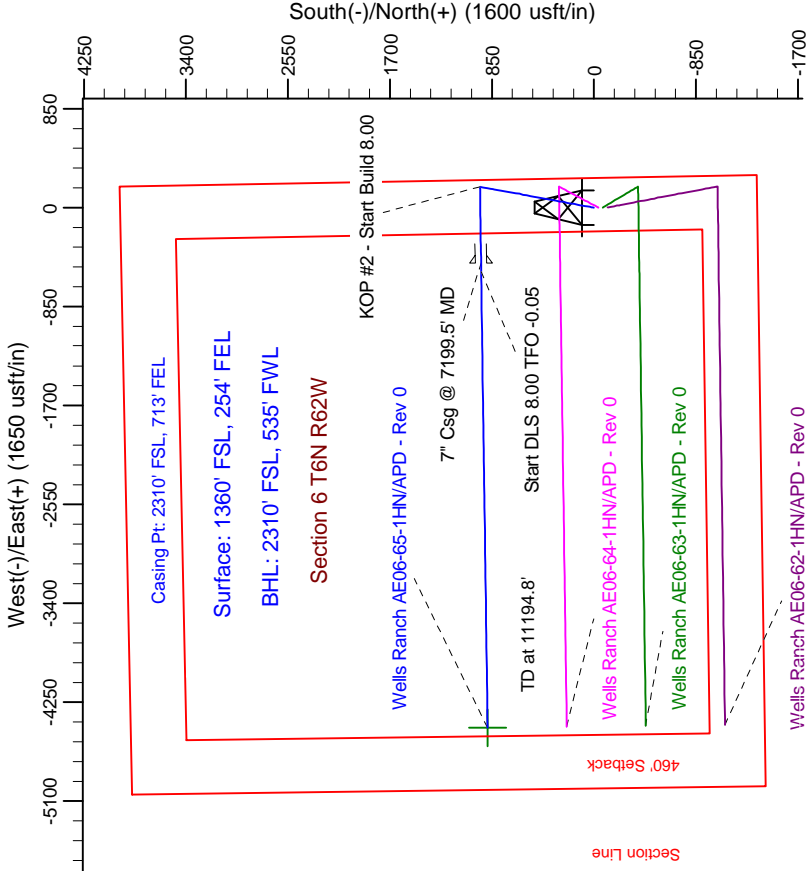 South(-)/North(+) (1600 usft/in)
4250
3400
2550
1700
850
0
-850
-1700
West(-)/East(+) (1650 usft/in)
850
0
-850
-1700
-2550
-3400
-4250
-5100
KOP #2 - Start Build 8.00
7" Csg @ 7199.5' MD
Start DLS 8.00 TFO -0.05
Casing Pt: 2310' FSL, 713' FEL
Surface: 1360' FSL, 254' FEL
BHL: 2310' FSL, 535' FWL
Section 6 T6N R62W
Wells Ranch AE06-65-1HN/APD - Rev 0
TD at 11194.8'
Wells Ranch AE06-64-1HN/APD - Rev 0
Wells Ranch AE06-63-1HN/APD - Rev 0
Wells Ranch AE06-62-1HN/APD - Rev 0
460' Setback
Section Line